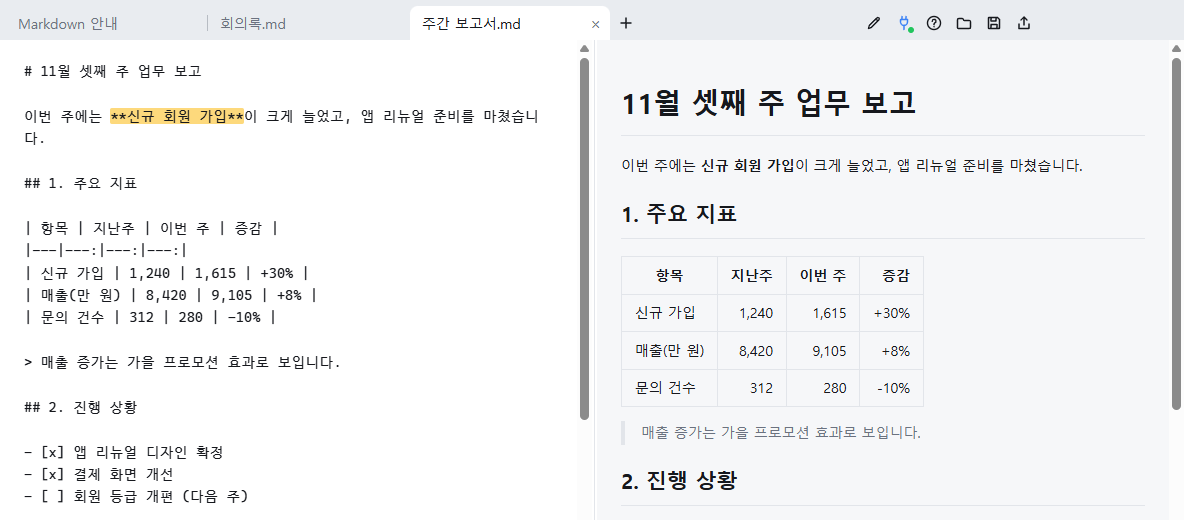 Markdown 안내
회의록.md
주간 보고서.md
# 11월 셋째 주 업무 보고
이번 주에는 **신규 회원 가입**이 크게 늘었고, 앱 리뉴얼 준비를 마쳤습니
다.
## 1. 주요 지표
| 항목 | 지난주 | 이번 주 | 증감 |
|---|---:|---:|---:|
| 신규 가입 | 1,240 | 1,615 | +30% |
| 매출(만 원) | 8,420 | 9,105 | +8% |
| 문의 건수 | 312 | 280 | -10% |
> 매출 증가는 가을 프로모션 효과로 보입니다.
## 2. 진행 상황
- [x] 앱 리뉴얼 디자인 확정
- [x] 결제 화면 개선
- [ ] 회원 등급 개편 (다음 주)
11월 셋째 주 업무 보고
이번 주에는 신규 회원 가입이 크게 늘었고, 앱 리뉴얼 준비를 마쳤습니다.
1. 주요 지표
항목 지난주 이번 주 증감
신규 가입 1,240 1,615 +30%
매출(만 원) 8,420 9,105 +8%
문의 건수 312 280 -10%
매출 증가는 가을 프로모션 효과로 보입니다.
2. 진행 상황